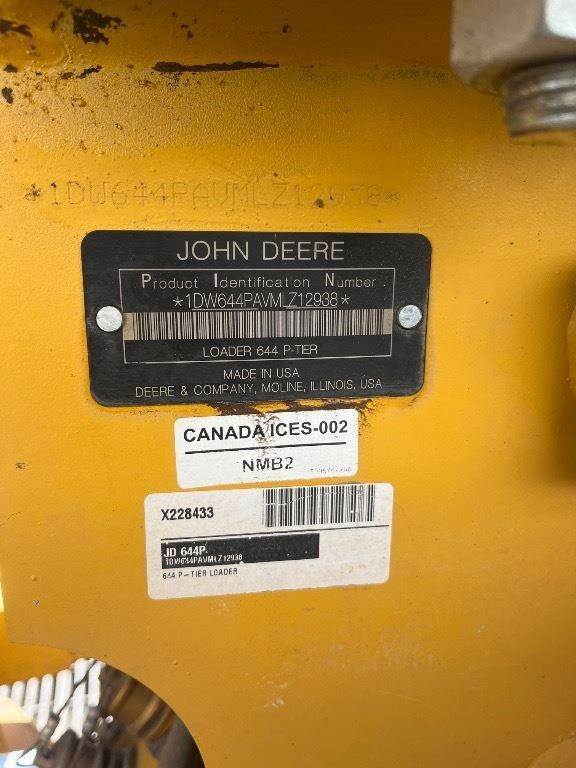 *1DW644PAVMLZ12938*
JOHN DEERE
Product Identification Number
*1DW644PAVMLZ12938*
LOADER 644 P-TIER
MADE IN USA
DEERE & COMPANY, MOLINE, ILLINOIS, USA
CANADA ICES-002
NMB2
X228433
JD 644P
1DW644PAVMLZ12938
644 P-TIER LOADER